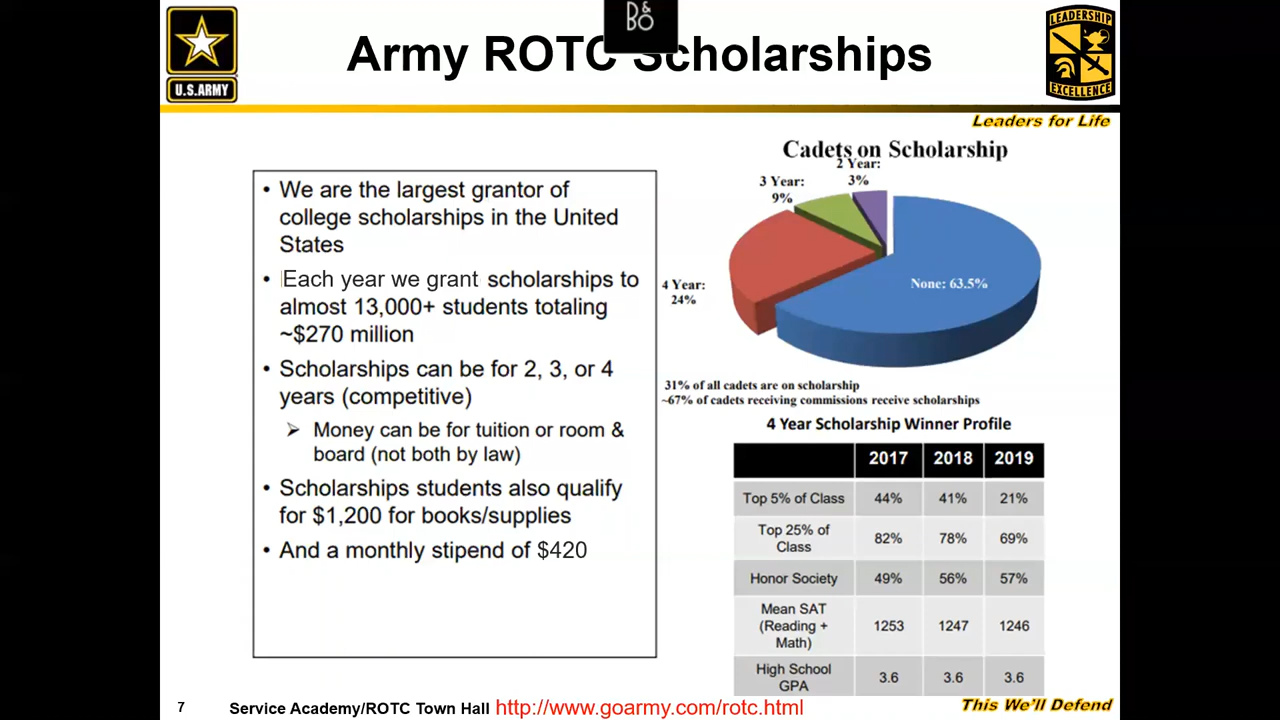 B&O
Army ROTC Scholarships
U.S.ARMY
LEADERSHIP
EXCELLENCE
Leaders for Life
• We are the largest grantor of
college scholarships in the United
States
• Each year we grant scholarships to
almost 13,000+ students totaling
~$270 million
• Scholarships can be for 2, 3, or 4
years (competitive)
➢ Money can be for tuition or room &
board (not both by law)
• Scholarships students also qualify
for $1,200 for books/supplies
• And a monthly stipend of $420
Cadets on Scholarship
2 Year:
3%
3 Year:
9%
4 Year:
24%
None: 63.5%
31% of all cadets are on scholarship
~67% of cadets receiving commissions receive scholarships
4 Year Scholarship Winner Profile
2017 2018 2019
Top 5% of Class 44% 41% 21%
Top 25% of
Class 82% 78% 69%
Honor Society 49% 56% 57%
Mean SAT
(Reading + 1253 1247 1246
Math)
High School
GPA 3.6 3.6 3.6
7 Service Academy/ROTC Town Hall http://www.goarmy.com/rotc.html This We'll Defend